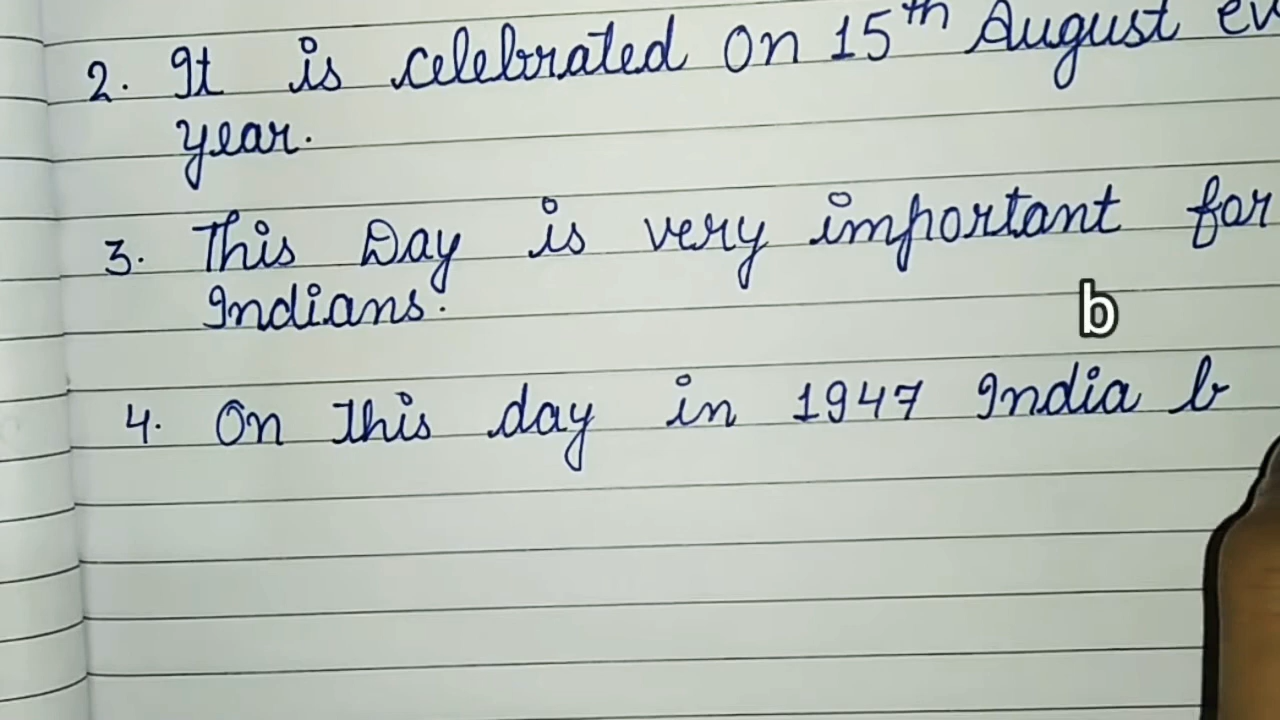 2. It is celebrated on 15th August ev
year.
3. This Day is very important for
Indians.
b
4. On this day in 1947 India b